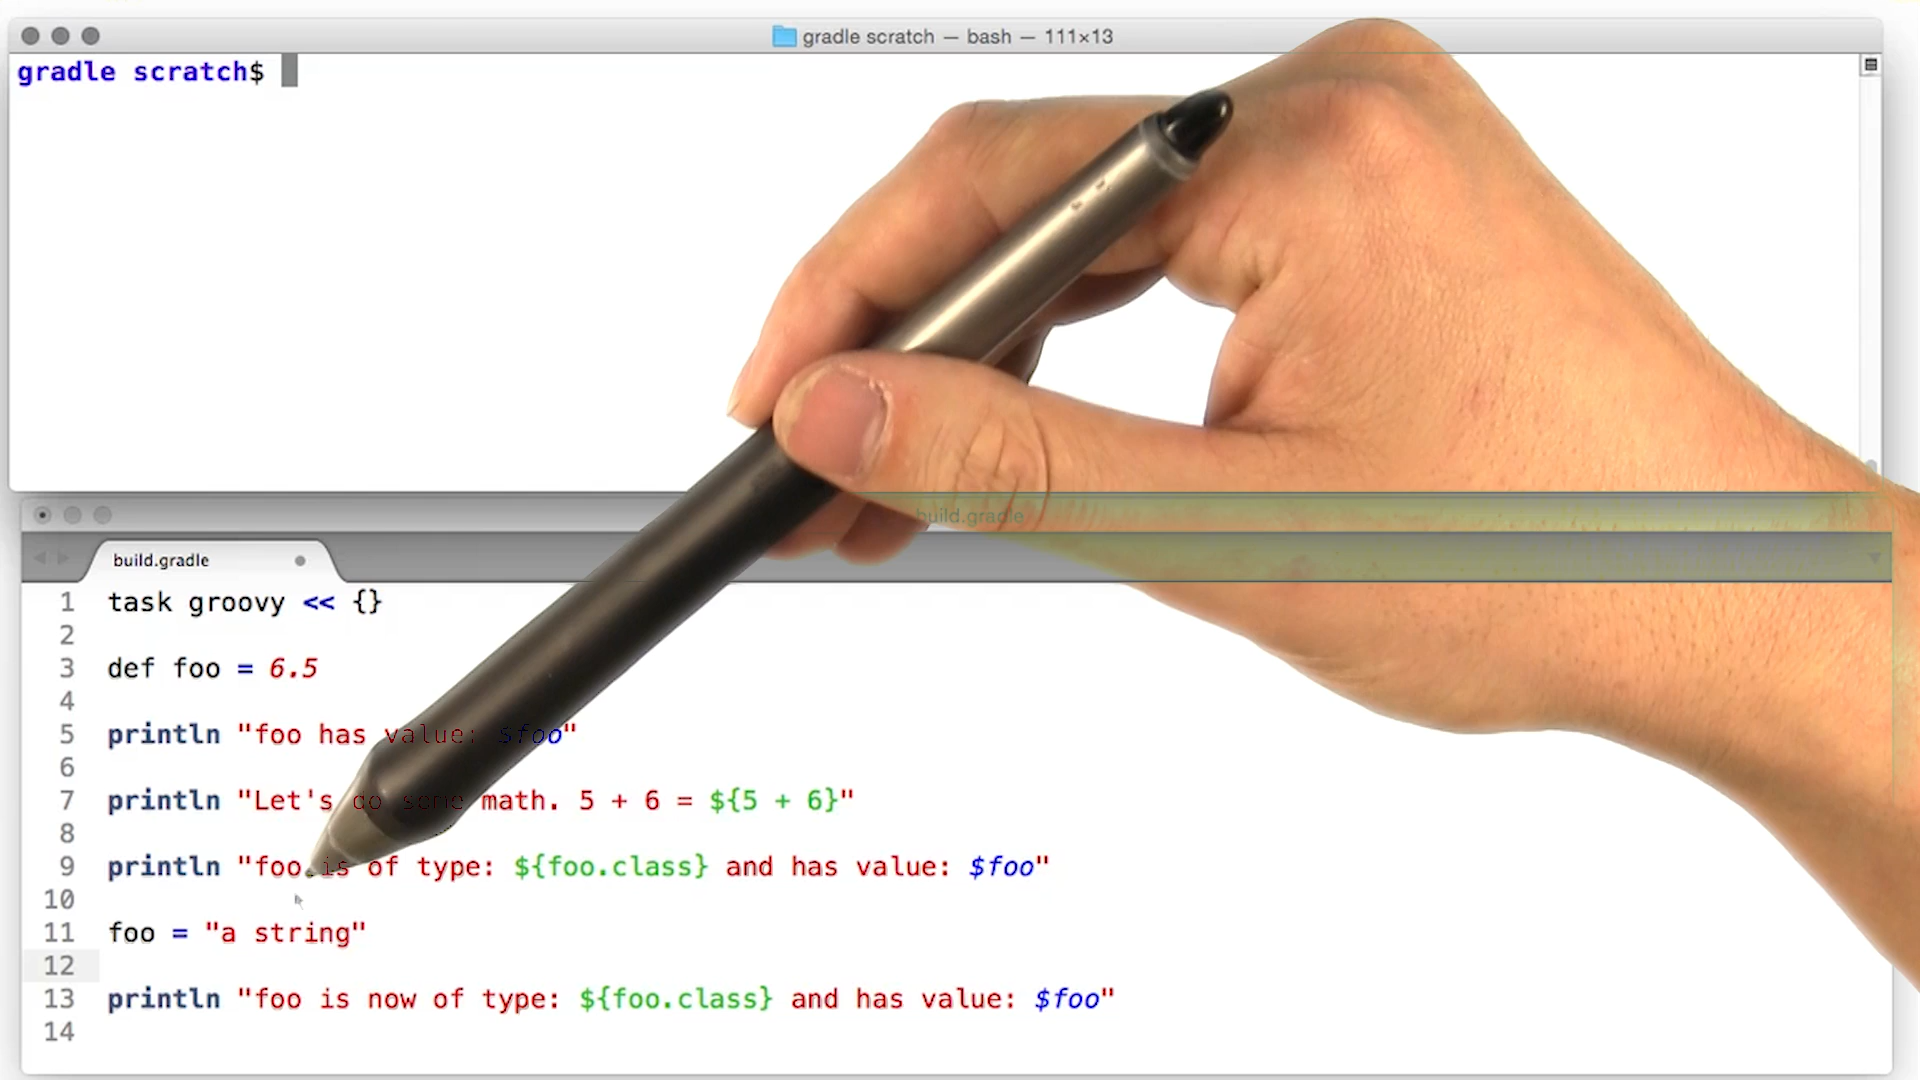 gradle scratch — bash — 111×13
gradle scratch$
build.gradle
build.gradle
1 task groovy << {}
2
3 def foo = 6.5
4
5 println "foo has value: $foo"
6
7 println "Let's do some math. 5 + 6 = ${5 + 6}"
8
9 println "foo is of type: ${foo.class} and has value: $foo"
10
11 foo = "a string"
12
13 println "foo is now of type: ${foo.class} and has value: $foo"
14